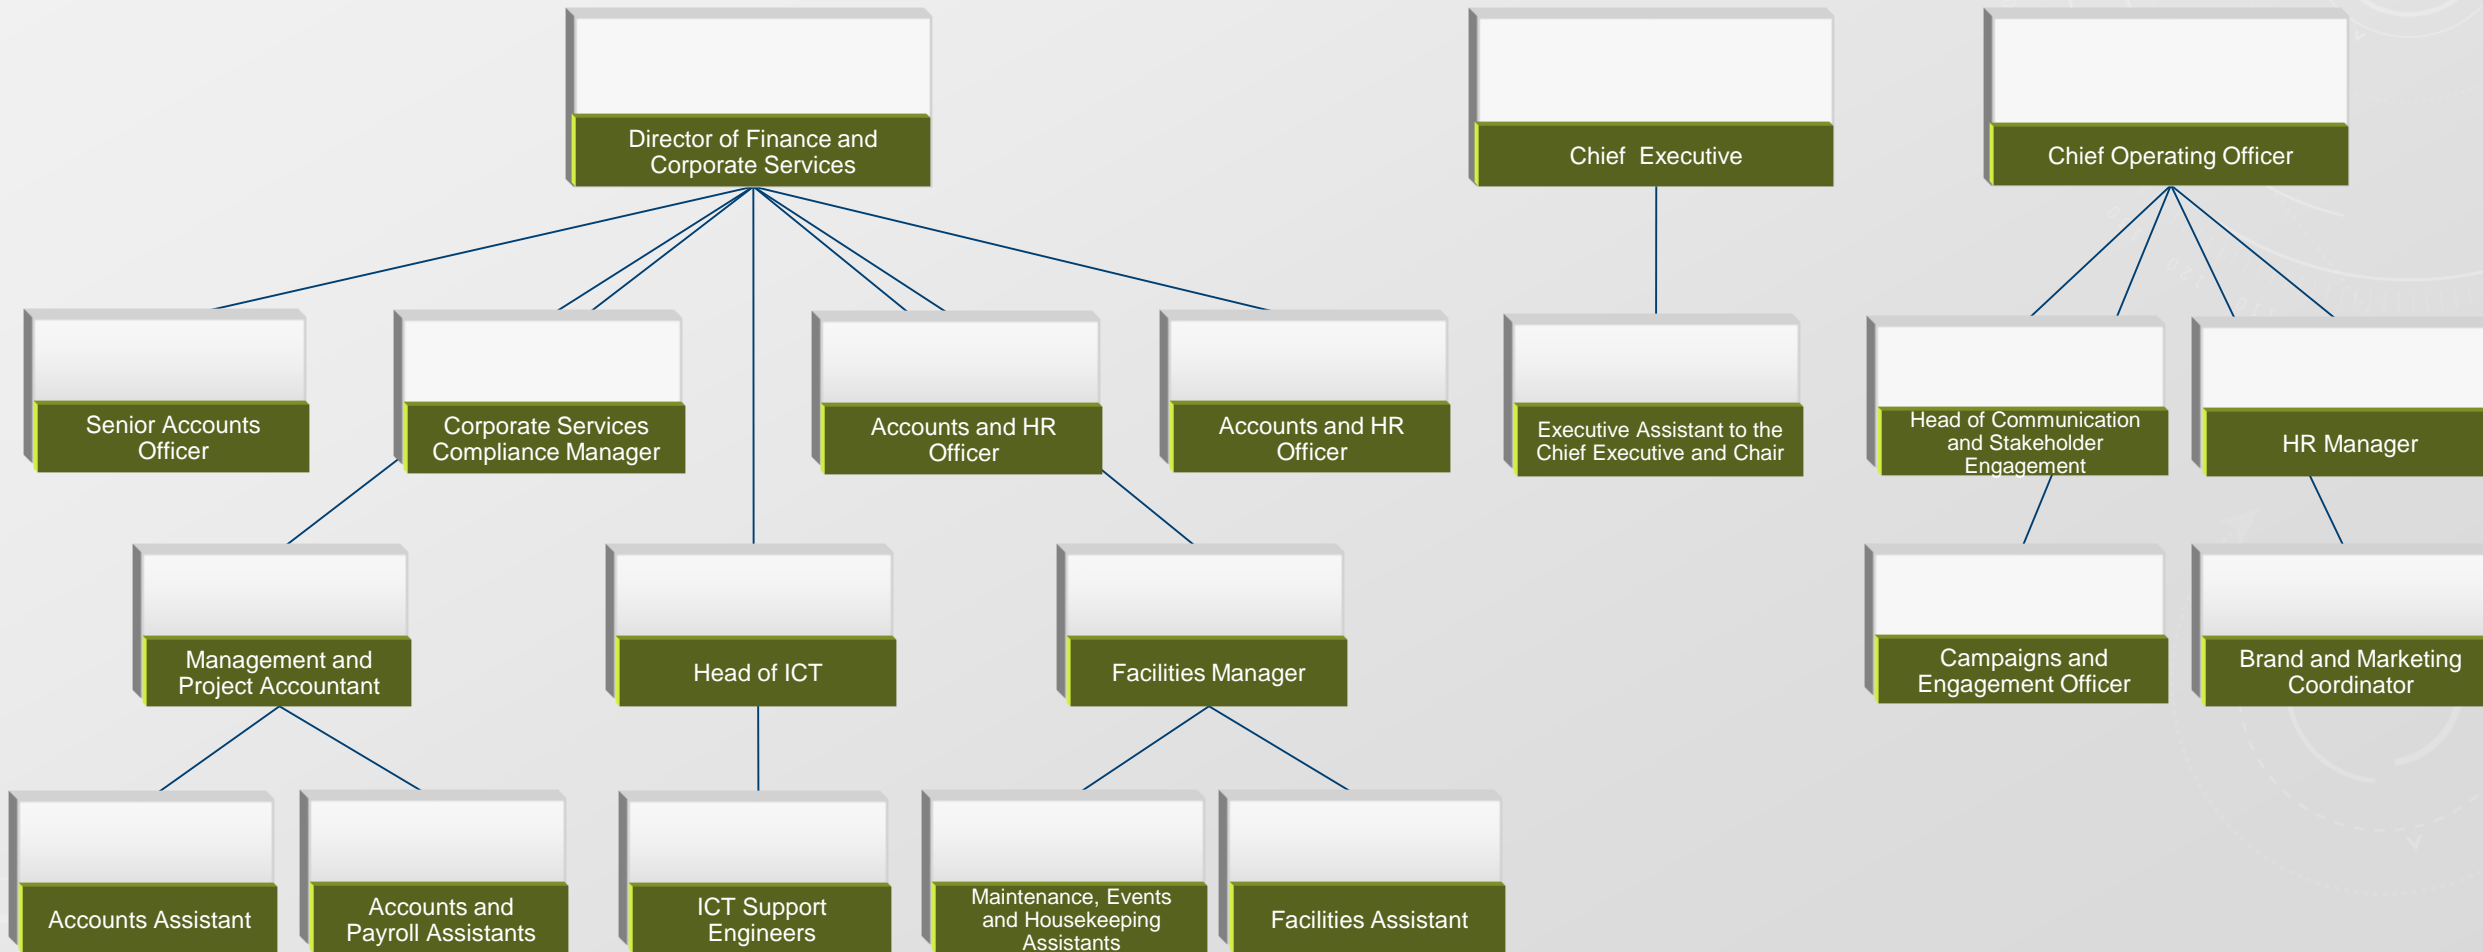 Director of Finance and
Corporate Services
Chief Executive
Chief Operating Officer
Senior Accounts
Officer
Corporate Services
Compliance Manager
Accounts and HR
Officer
Accounts and HR
Officer
Executive Assistant to the
Chief Executive and Chair
Head of Communication
and Stakeholder
Engagement
HR Manager
Management and
Project Accountant
Head of ICT
Facilities Manager
Campaigns and
Engagement Officer
Brand and Marketing
Coordinator
Accounts Assistant
Accounts and
Payroll Assistants
ICT Support
Engineers
Maintenance, Events
and Housekeeping
Assistants
Facilities Assistant